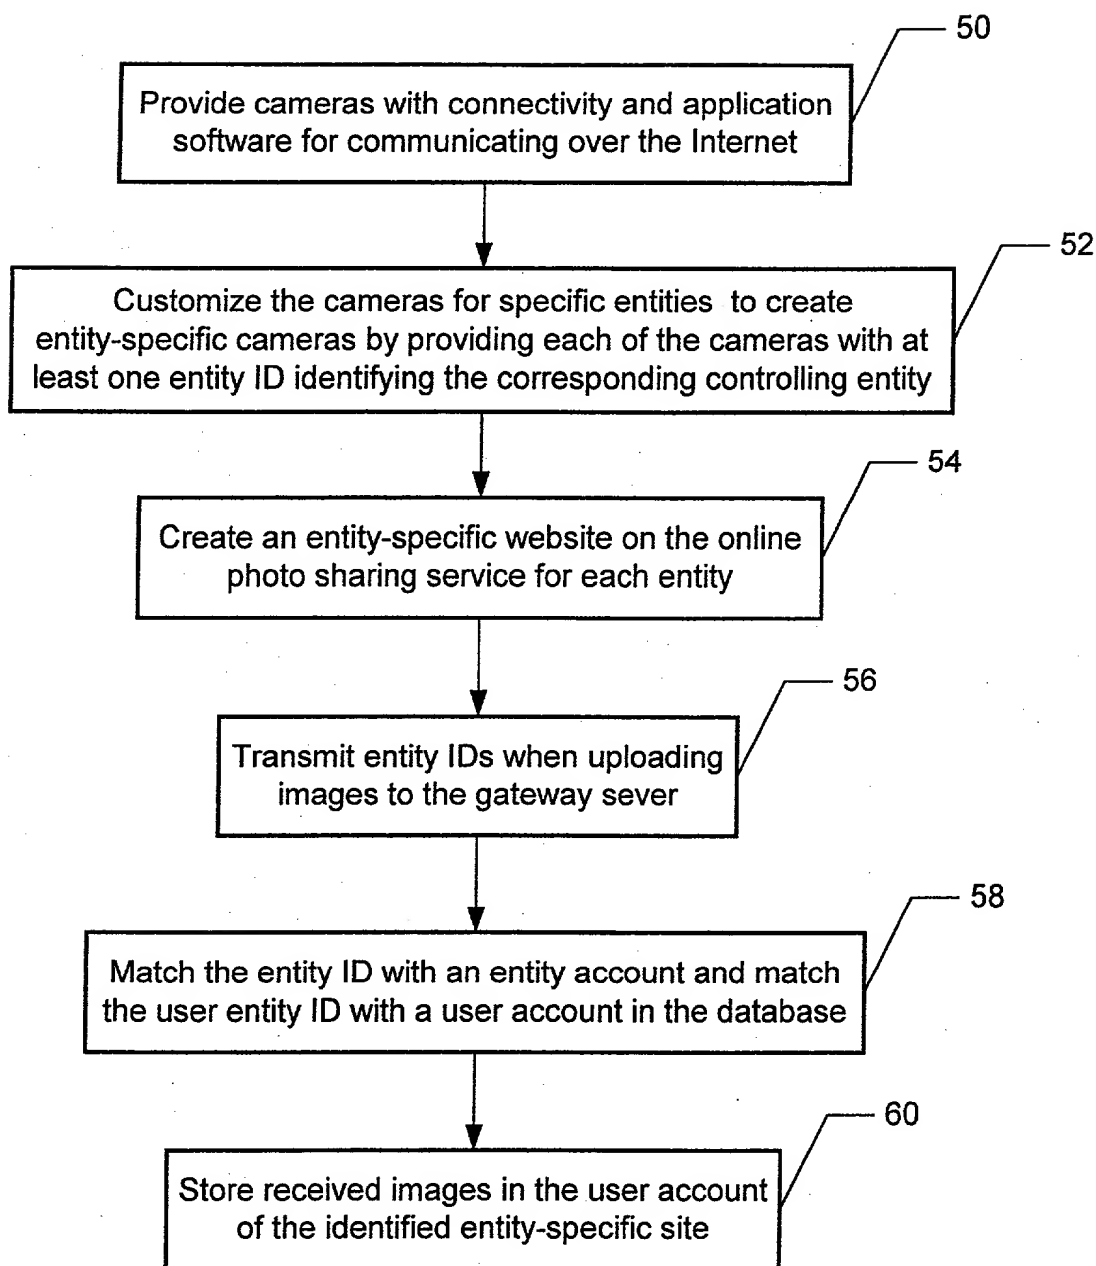 50
Provide cameras with connectivity and application
software for communicating over the Internet
52
Customize the cameras for specific entities to create
entity-specific cameras by providing each of the cameras with at
least one entity ID identifying the corresponding controlling entity
54
Create an entity-specific website on the online
photo sharing service for each entity
56
Transmit entity IDs when uploading
images to the gateway sever
58
Match the entity ID with an entity account and match
the user entity ID with a user account in the database
60
Store received images in the user account
of the identified entity-specific site